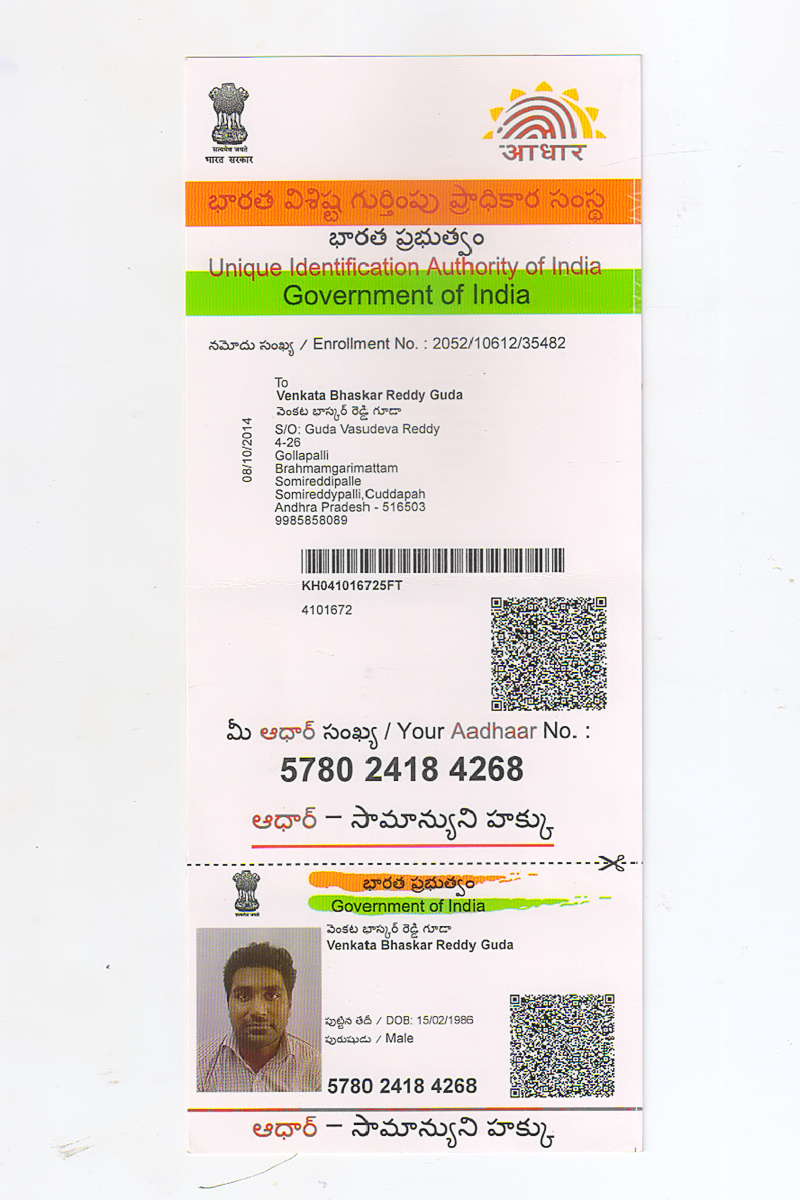 सत्यमेव जयते
भारत सरकार
आधार
భారత విశిష్ట గుర్తింపు ప్రాధికార సంస్థ
భారత ప్రభుత్వం
Unique Identification Authority of India
Government of India
నమోదు సంఖ్య / Enrollment No. : 2052/10612/35482
To
Venkata Bhaskar Reddy Guda
వెంకట భాస్కర్ రెడ్డి గూడా
S/O: Guda Vasudeva Reddy
4-26
Gollapalli
Brahmamgarimattam
Somireddipalle
Somireddypalli,Cuddapah
Andhra Pradesh - 516503
9985858089
08/10/2014
KH041016725FT
4101672
మీ ఆధార్ సంఖ్య / Your Aadhaar No. :
5780 2418 4268
ఆధార్ – సామాన్యుని హక్కు
భారత ప్రభుత్వం
Government of India
వెంకట భాస్కర్ రెడ్డి గూడా
Venkata Bhaskar Reddy Guda
పుట్టిన తేదీ / DOB: 15/02/1986
పురుషుడు / Male
5780 2418 4268
ఆధార్ – సామాన్యుని హక్కు